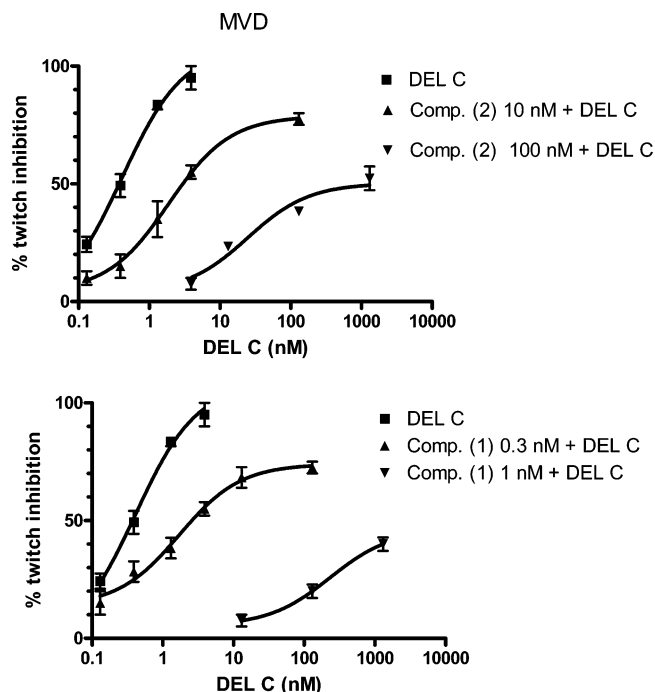 MVD
100
50
0
% twitch inhibition
0.1 1 10 100 1000 10000
DEL C (nM)
DEL C
Comp. (2) 10 nM + DEL C
Comp. (2) 100 nM + DEL C
100
50
0
% twitch inhibition
0.1 1 10 100 1000 10000
DEL C (nM)
DEL C
Comp. (1) 0.3 nM + DEL C
Comp. (1) 1 nM + DEL C